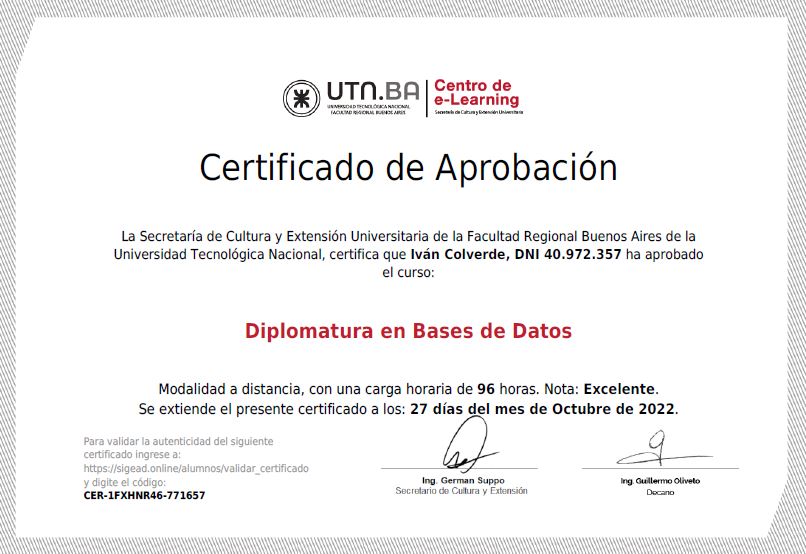 UTN.BA
UNIVERSIDAD TECNOLÓGICA NACIONAL
FACULTAD REGIONAL BUENOS AIRES
Centro de
e-Learning
Secretaría de Cultura y Extensión Universitaria
Certificado de Aprobación
La Secretaría de Cultura y Extensión Universitaria de la Facultad Regional Buenos Aires de la
Universidad Tecnológica Nacional, certifica que Iván Colverde, DNI 40.972.357 ha aprobado
el curso:
Diplomatura en Bases de Datos
Modalidad a distancia, con una carga horaria de 96 horas. Nota: Excelente.
Se extiende el presente certificado a los: 27 días del mes de Octubre de 2022.
Para validar la autenticidad del siguiente
certificado ingrese a:
https://sigead.online/alumnos/validar_certificado
y digite el código:
CER-1FXHNR46-771657
Ing. German Suppo
Secretario de Cultura y Extensión
Ing. Guillermo Oliveto
Decano